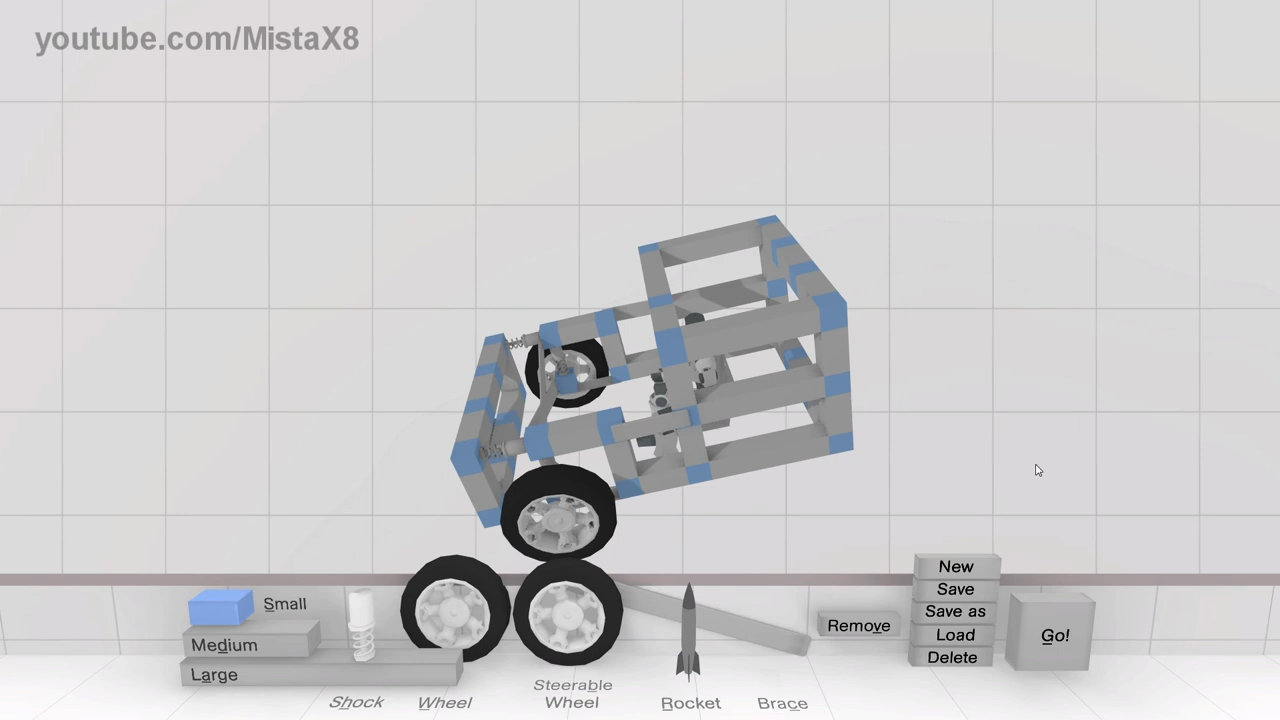 youtube.com/MistaX8
Small
Medium
Large
Shock
Wheel
Steerable
Wheel
Rocket
Brace
Remove
New
Save
Save as
Load
Delete
Go!